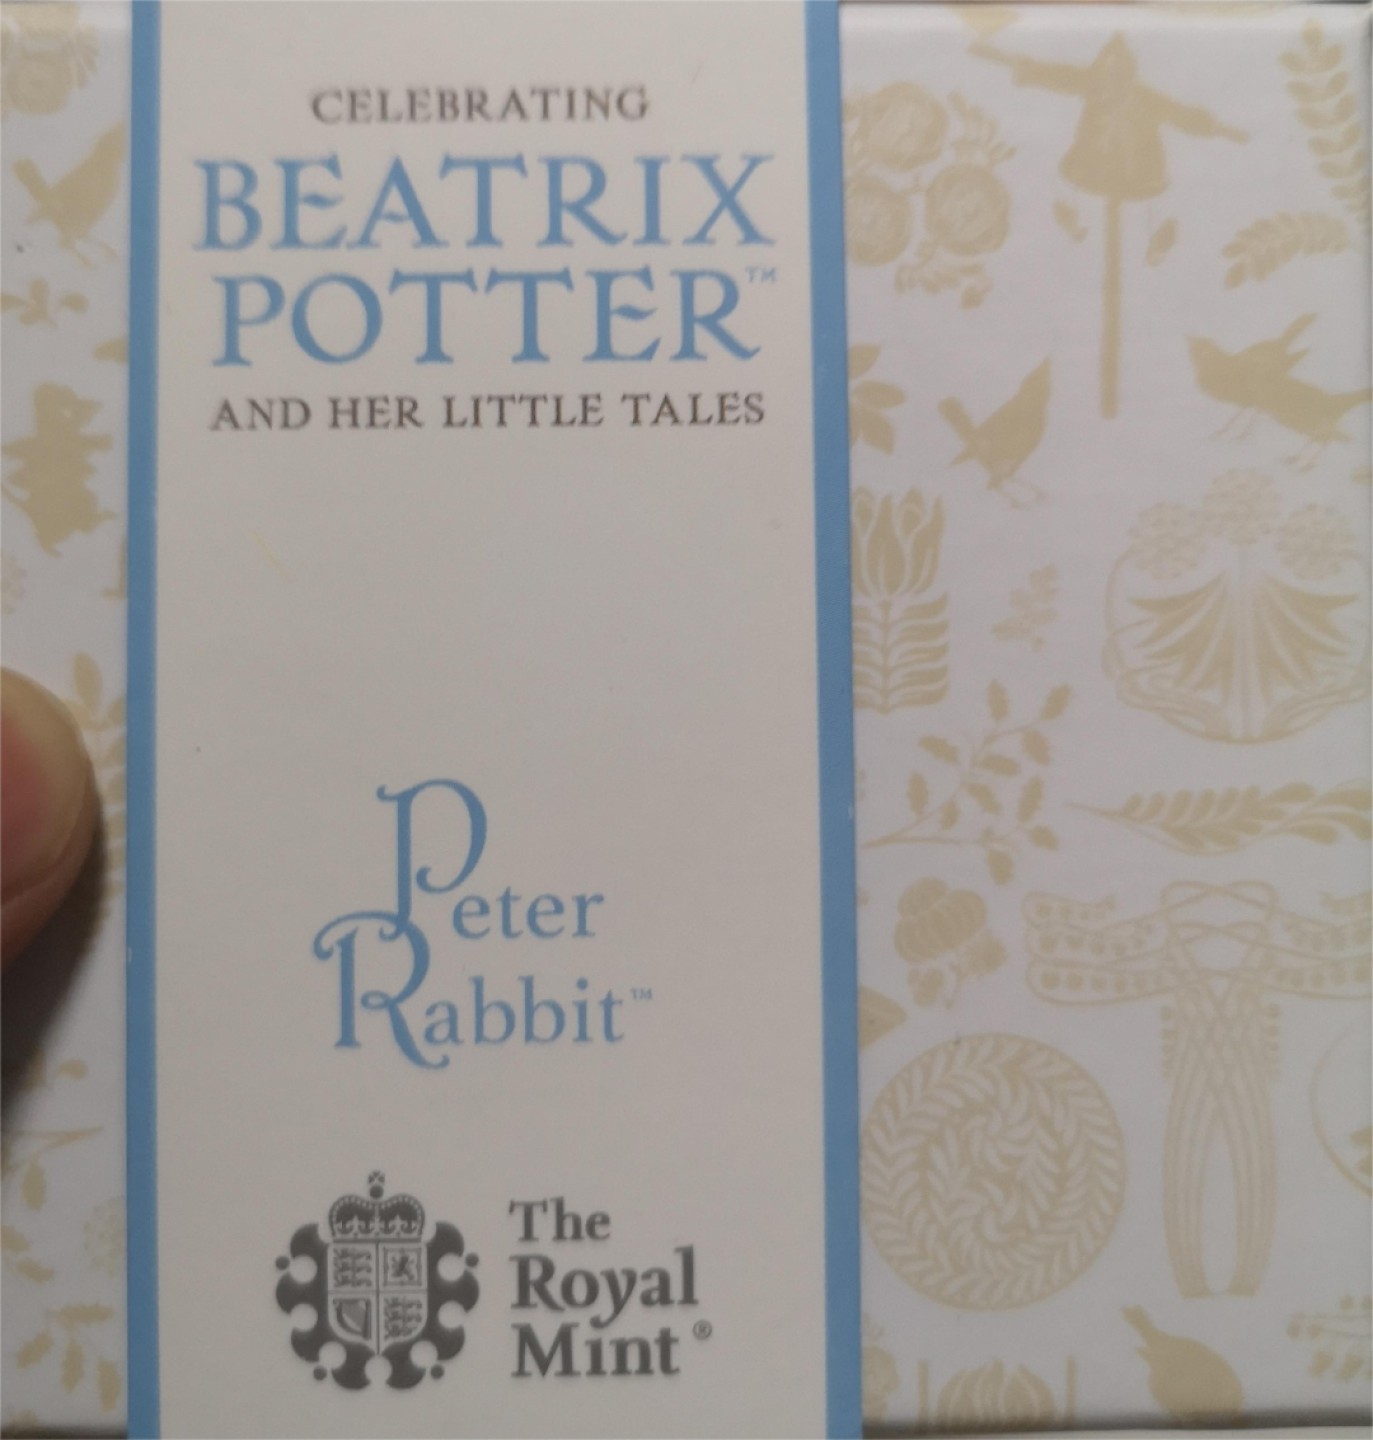 CELEBRATING
BEATRIX
POTTER™
AND HER LITTLE TALES
Peter
Rabbit™
The
Royal
Mint®